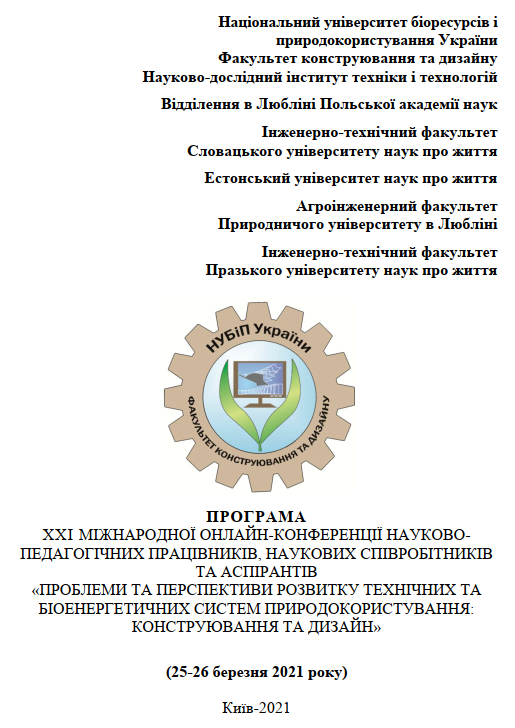 Національний університет біоресурсів і
природокористування України
Факультет конструювання та дизайну
Науково-дослідний інститут техніки і технологій
Відділення в Любліні Польської академії наук
Інженерно-технічний факультет
Словацького університету наук про життя
Естонський університет наук про життя
Агроінженерний факультет
Природничого університету в Любліні
Інженерно-технічний факультет
Празького університету наук про життя
НУБіП України
ФАКУЛЬТЕТ КОНСТРУЮВАННЯ ТА ДИЗАЙНУ
ПРОГРАМА
ХХІ МІЖНАРОДНОЇ ОНЛАЙН-КОНФЕРЕНЦІЇ НАУКОВО-
ПЕДАГОГІЧНИХ ПРАЦІВНИКІВ, НАУКОВИХ СПІВРОБІТНИКІВ
ТА АСПІРАНТІВ
«ПРОБЛЕМИ ТА ПЕРСПЕКТИВИ РОЗВИТКУ ТЕХНІЧНИХ ТА
БІОЕНЕРГЕТИЧНИХ СИСТЕМ ПРИРОДОКОРИСТУВАННЯ:
КОНСТРУЮВАННЯ ТА ДИЗАЙН»
(25-26 березня 2021 року)
Київ-2021